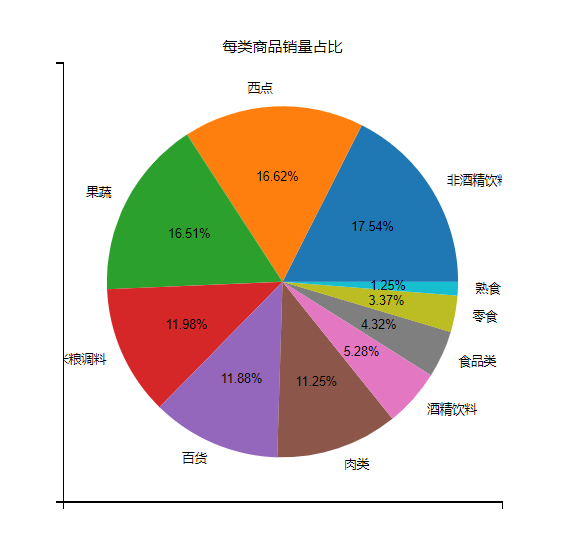 每类商品销量占比
西点
非酒精饮料
果蔬
16.62%
17.54%
16.51%
1.25%
熟食
3.37%
零食
4.32%
食品类
11.98%
粮调料
5.28%
11.88%
11.25%
酒精饮料
百货
肉类